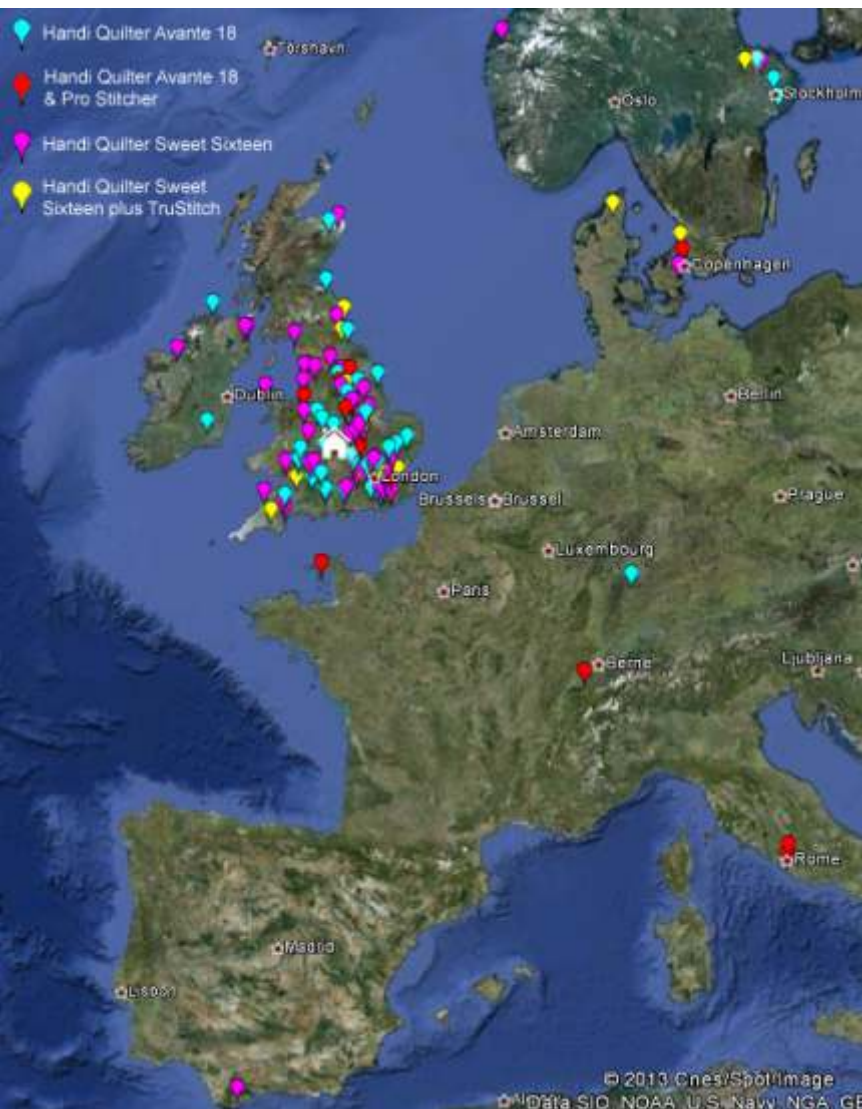 Handi Quilter Avante 18
Handi Quilter Avante 18
& Pro Stitcher
Handi Quilter Sweet Sixteen
Handi Quilter Sweet
Sixteen plus TruStitch
Torshavn
Oslo
Stockholm
Copenhagen
Dublin
Berlin
Amsterdam
London
Brussels
Brussel
Prague
Luxembourg
Paris
Berne
Ljubljana
Rome
Madrid
Lisbon
© 2013 Cnes/Spot Image
Data SIO, NOAA, U.S. Navy, NGA, GE